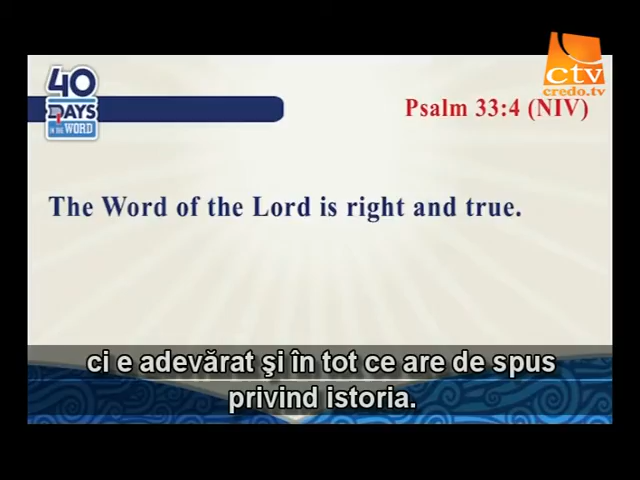 40
DAYS
IN THE WORD
ctv
credo.tv
Psalm 33:4 (NIV)
The Word of the Lord is right and true.
ci e adevărat şi în tot ce are de spus
privind istoria.